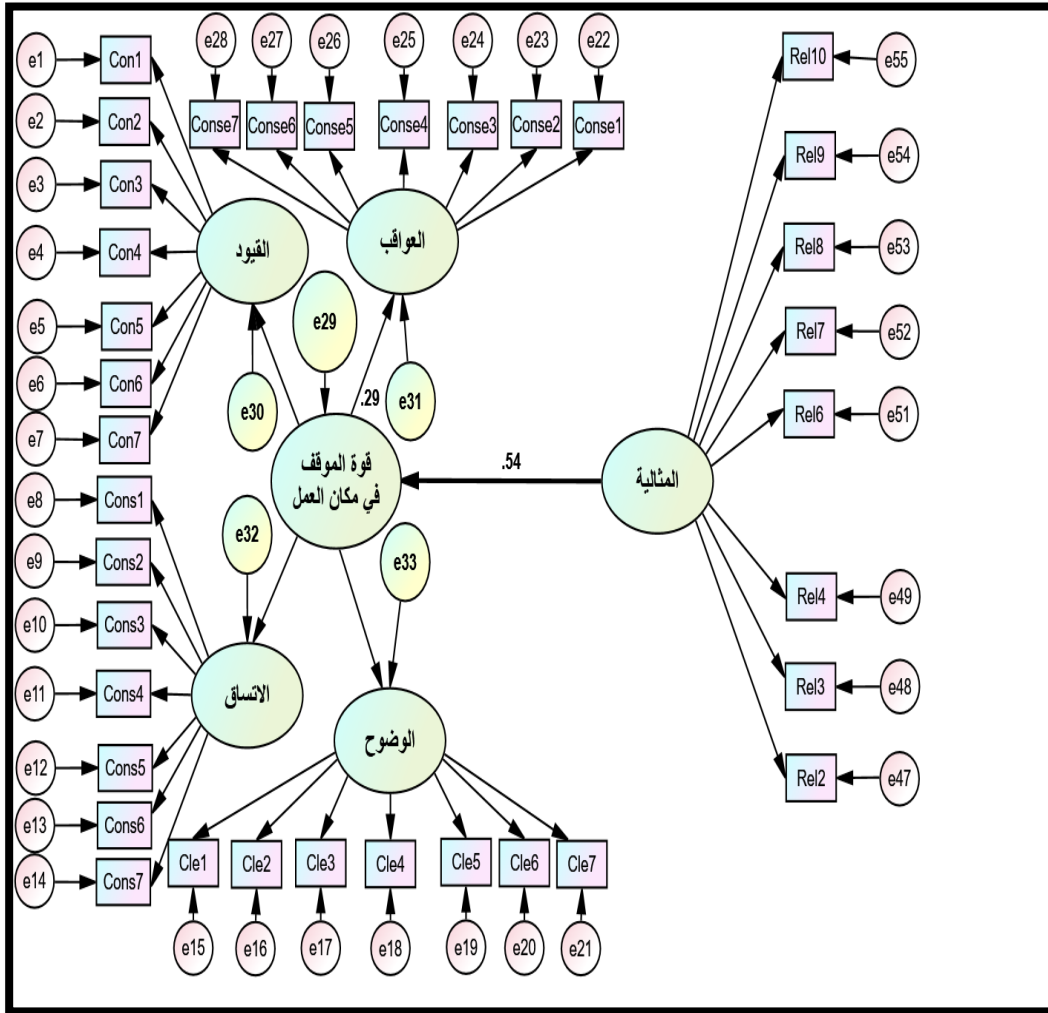 e28
e27
e26
e25
e24
e23
e22
e1
Con1
Rel10
e55
e2
Con2
Conse7
Conse6
Conse5
Conse4
Conse3
Conse2
Conse1
e3
Con3
Rel9
e54
e4
Con4
القيود
العواقب
Rel8
e53
e5
Con5
e29
Rel7
e52
e6
Con6
e30
.29
e31
Rel6
e51
e7
Con7
قوة الموقف
في مكان العمل
.54
المثالية
e8
Cons1
e32
e33
e9
Cons2
Rel4
e49
e10
Cons3
e11
Cons4
الاتساق
Rel3
e48
e12
Cons5
الوضوح
Rel2
e47
e13
Cons6
e14
Cons7
Cle1
Cle2
Cle3
Cle4
Cle5
Cle6
Cle7
e15
e16
e17
e18
e19
e20
e21